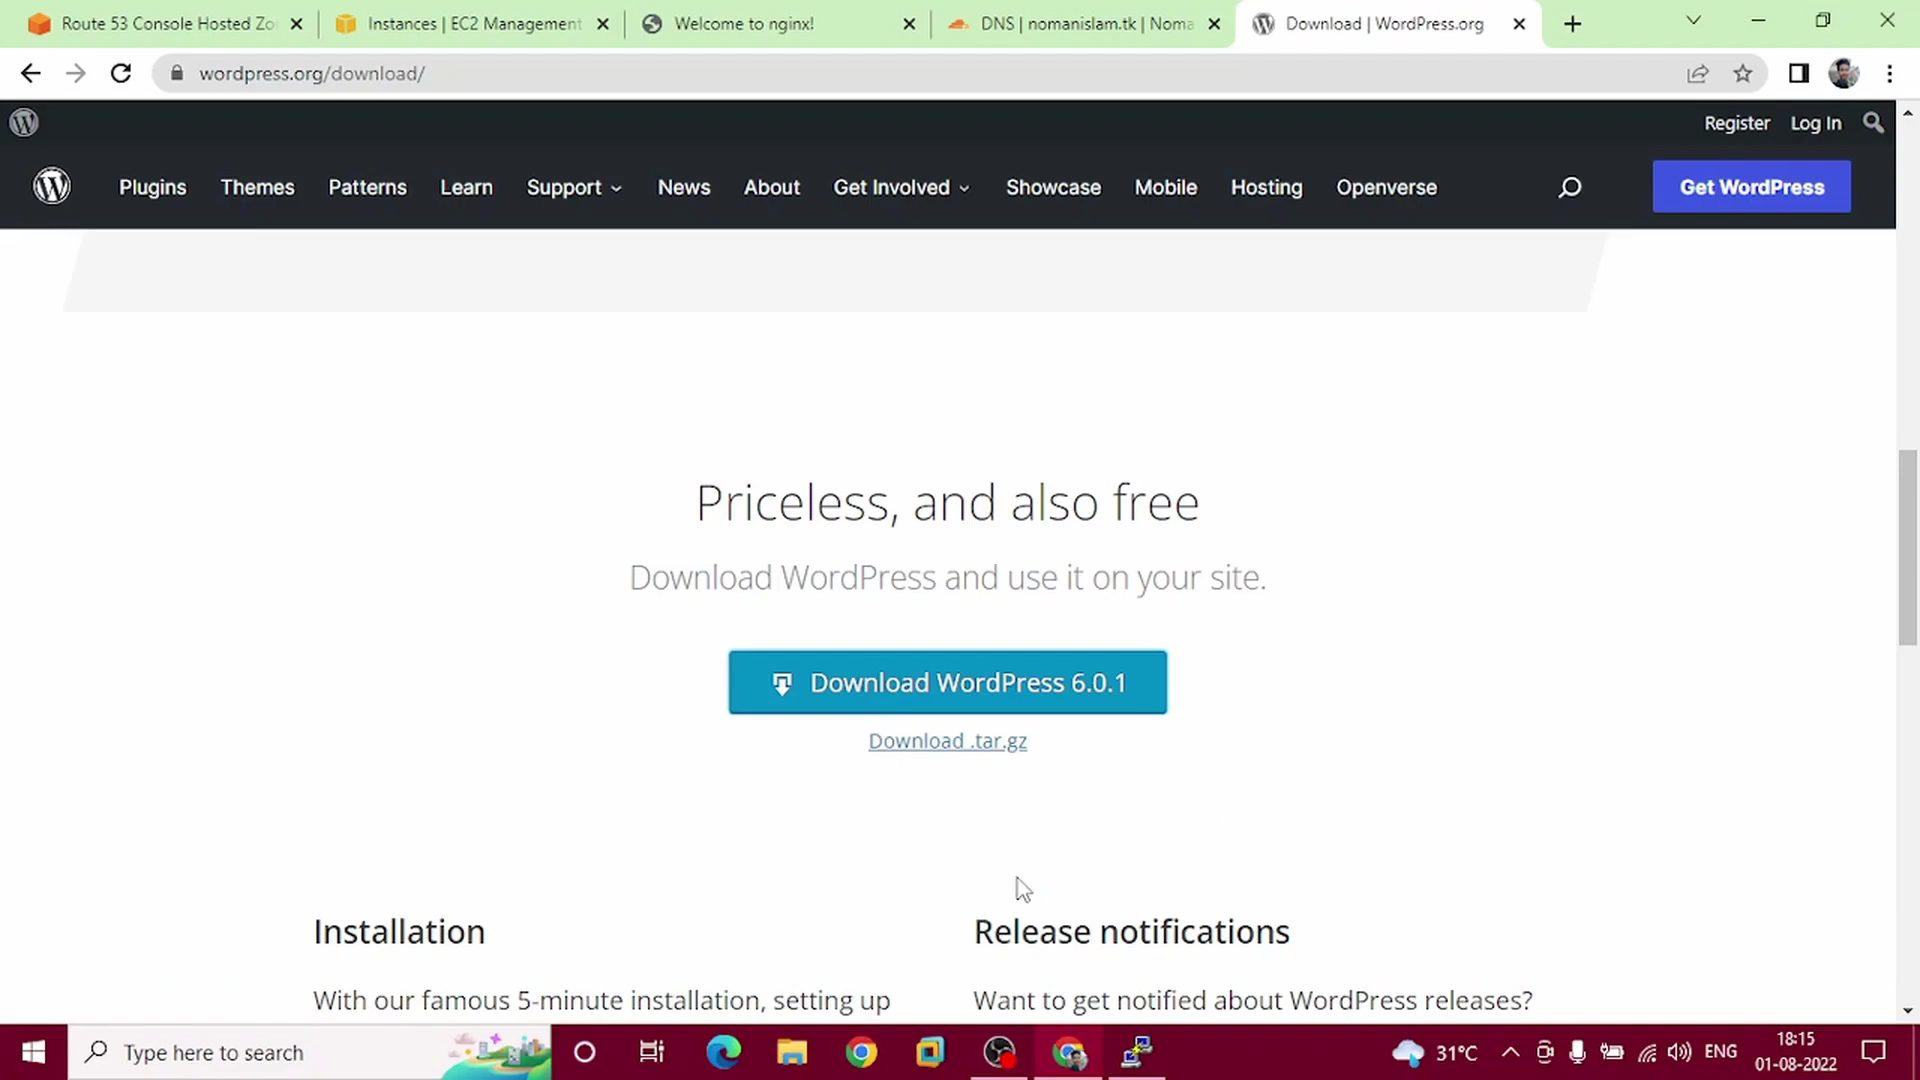 Route 53 Console Hosted Zo
Instances | EC2 Management
Welcome to nginx!
DNS | nomanislam.tk | Noma
Download | WordPress.org
wordpress.org/download/
Register Log In
Plugins Themes Patterns Learn Support News About Get Involved Showcase Mobile Hosting Openverse Get WordPress
Priceless, and also free
Download WordPress and use it on your site.
Download WordPress 6.0.1
Download .tar.gz
Installation
With our famous 5-minute installation, setting up
Release notifications
Want to get notified about WordPress releases?
Type here to search
31°C
ENG
18:15
01-08-2022